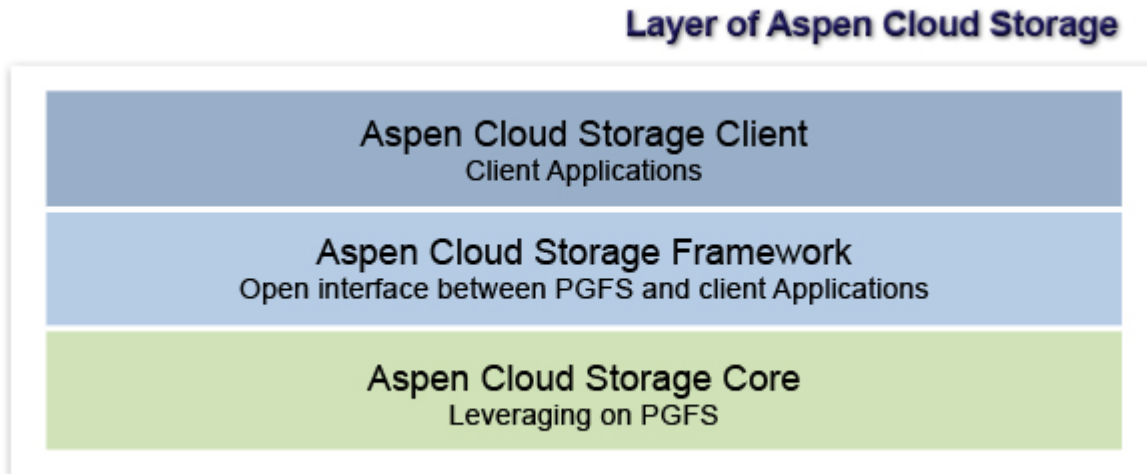 Layer of Aspen Cloud Storage
Aspen Cloud Storage Client
Client Applications
Aspen Cloud Storage Framework
Open interface between PGFS and client Applications
Aspen Cloud Storage Core
Leveraging on PGFS